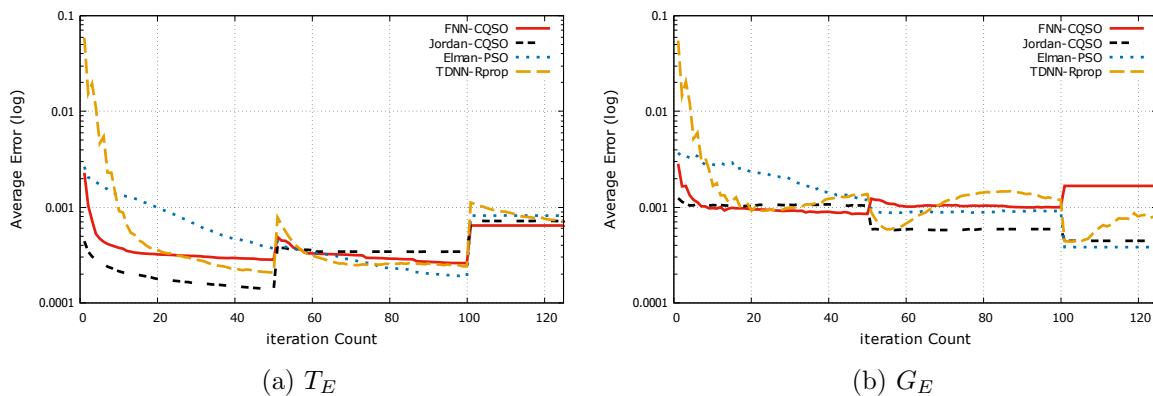 0.1
0.01
0.001
0.0001
0 20 40 60 80 100 120
Average Error (log)
iteration Count
FNN-CQSO
Jordan-CQSO
Elman-PSO
TDNN-Rprop
(a) T_E
0.1
0.01
0.001
0.0001
0 20 40 60 80 100 120
Average Error (log)
iteration Count
FNN-CQSO
Jordan-CQSO
Elman-PSO
TDNN-Rprop
(b) G_E